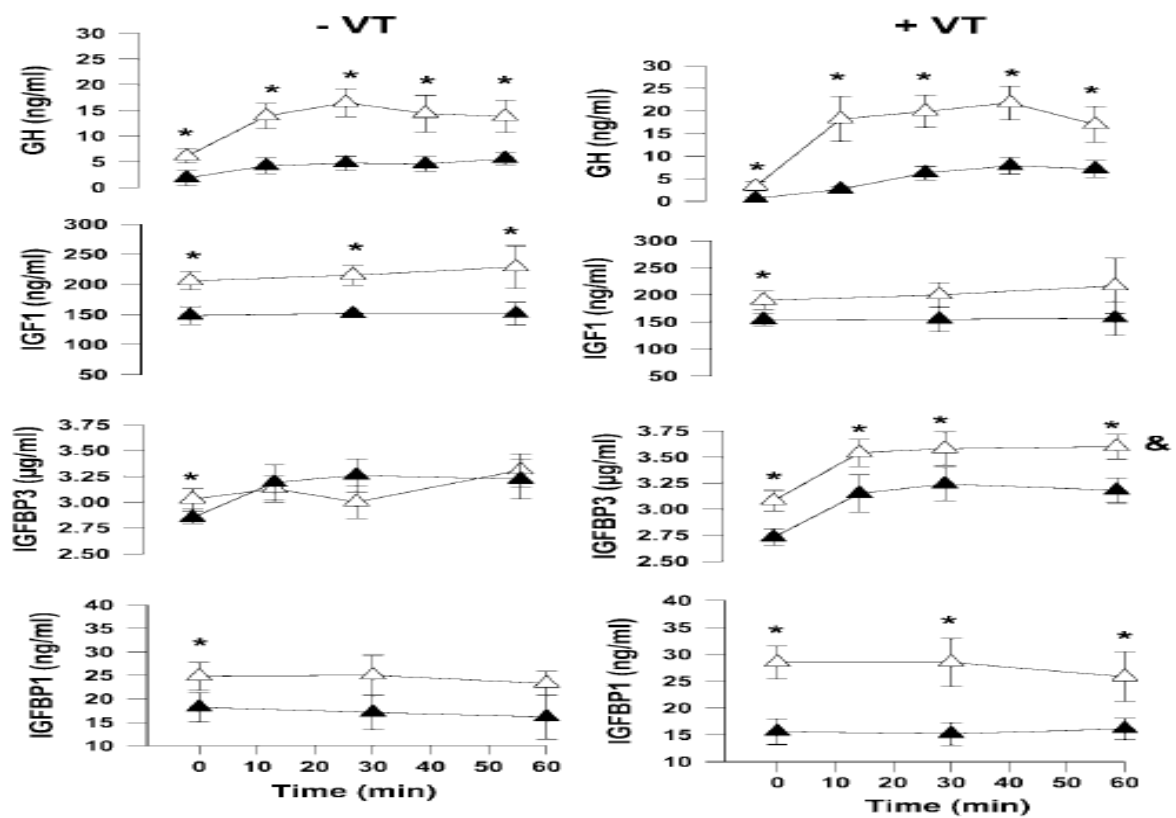 - VT
+ VT
GH (ng/ml)
30
25
20
15
10
5
0
* * * * *
GH (ng/ml)
30
25
20
15
10
5
0
* * * * *
IGF1 (ng/ml)
300
250
200
150
100
50
* * *
IGF1 (ng/ml)
300
250
200
150
100
50
*
IGFBP3 (µg/ml)
3.75
3.50
3.25
3.00
2.75
2.50
*
IGFBP3 (µg/ml)
3.75
3.50
3.25
3.00
2.75
2.50
* * * *
&
IGFBP1 (ng/ml)
40
35
30
25
20
15
10
*
0 10 20 30 40 50 60
Time (min)
IGFBP1 (ng/ml)
40
35
30
25
20
15
10
* * *
0 10 20 30 40 50 60
Time (min)